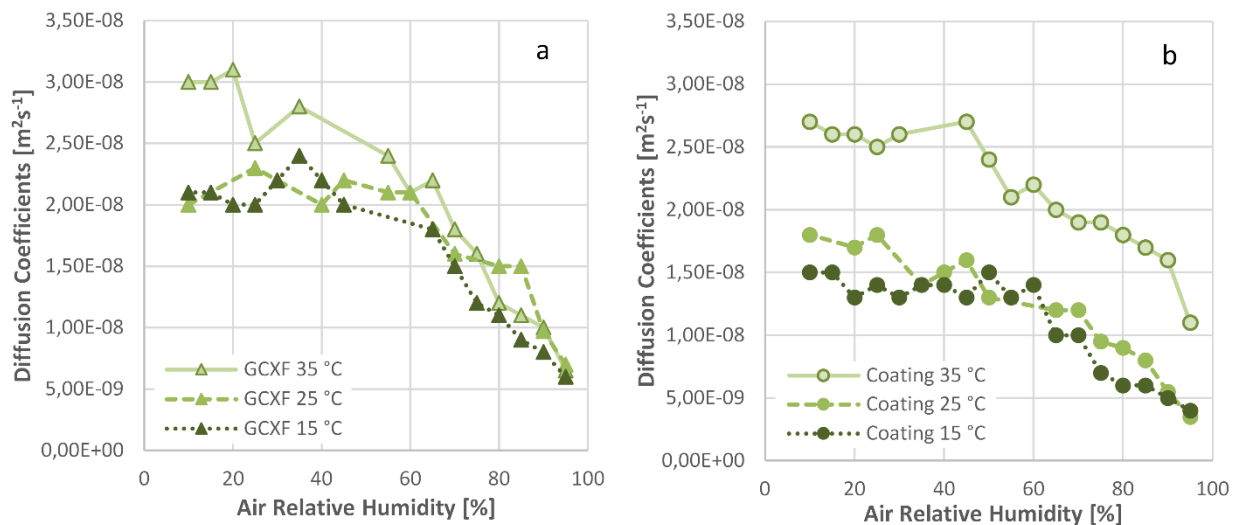 3,50E-08
3,00E-08
2,50E-08
2,00E-08
1,50E-08
1,00E-08
5,00E-09
0,00E+00
Diffusion Coefficients [m²s⁻¹]
a
GCXF 35 °C
GCXF 25 °C
GCXF 15 °C
0 20 40 60 80 100
Air Relative Humidity [%]
3,50E-08
3,00E-08
2,50E-08
2,00E-08
1,50E-08
1,00E-08
5,00E-09
0,00E+00
Diffusion Coefficients [m²s⁻¹]
b
Coating 35 °C
Coating 25 °C
Coating 15 °C
0 20 40 60 80 100
Air Relative Humidity [%]